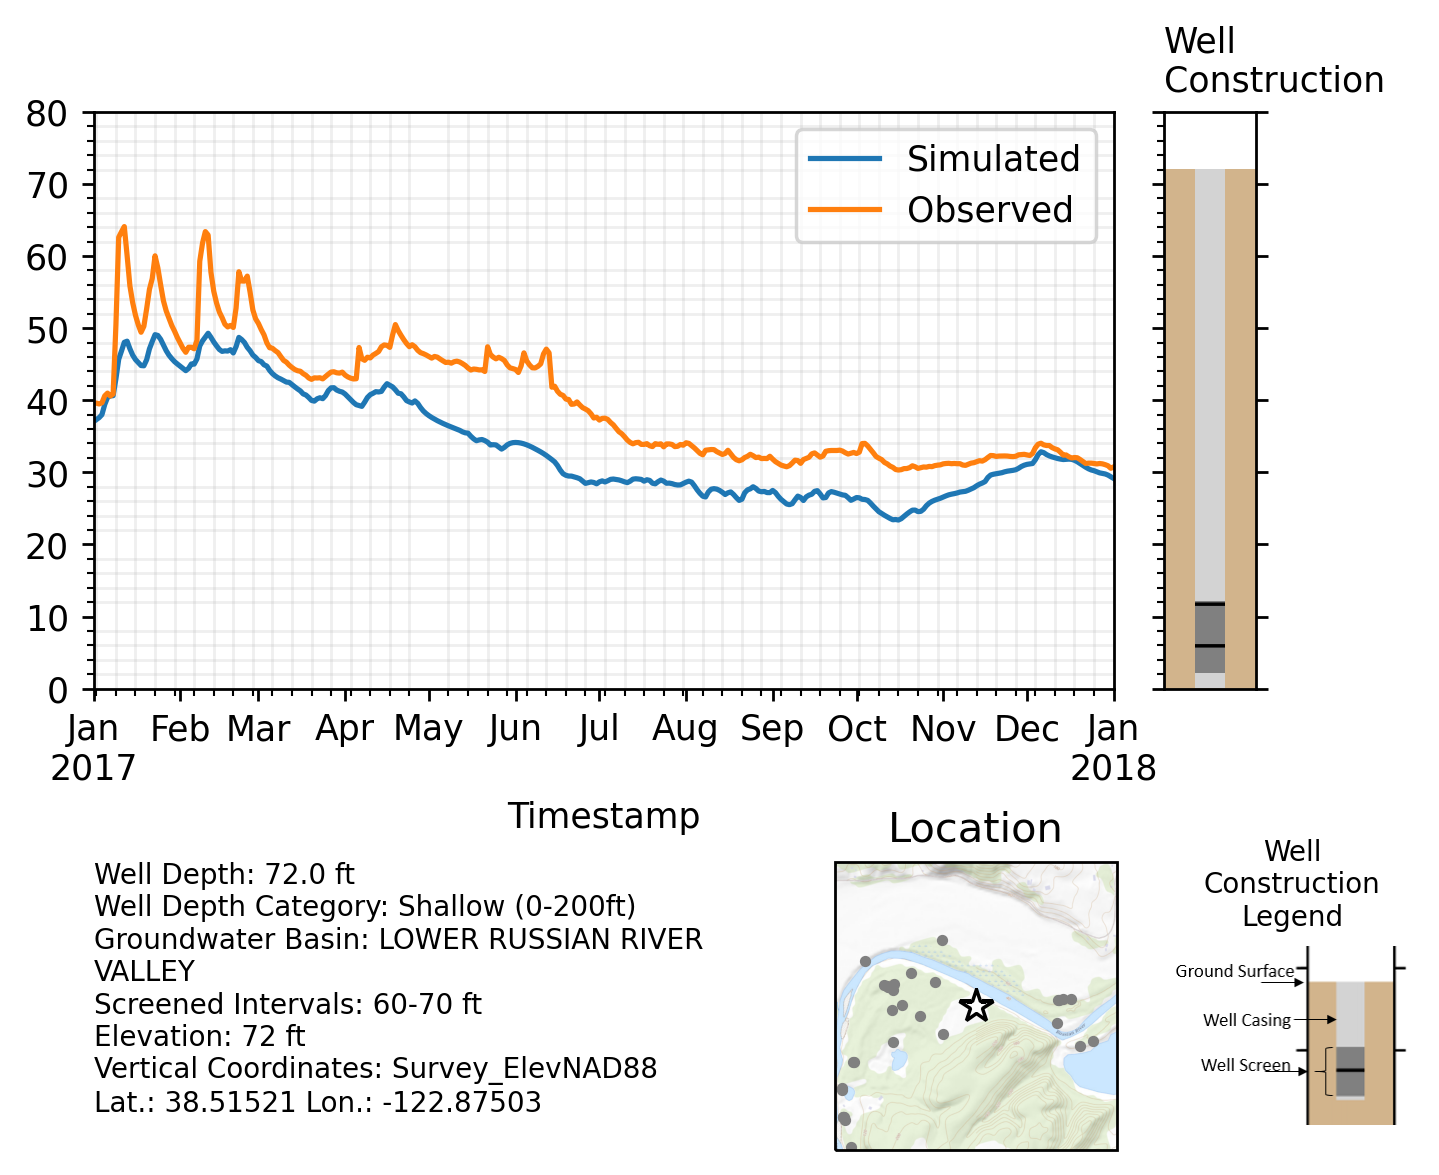 Well
Construction
80
70
60
50
40
30
20
10
0
Simulated
Observed
Jan Feb Mar Apr May Jun Jul Aug Sep Oct Nov Dec Jan
2017 2018
Timestamp
Well Depth: 72.0 ft
Well Depth Category: Shallow (0-200ft)
Groundwater Basin: LOWER RUSSIAN RIVER
VALLEY
Screened Intervals: 60-70 ft
Elevation: 72 ft
Vertical Coordinates: Survey_ElevNAD88
Lat.: 38.51521 Lon.: -122.87503
Location
Well
Construction
Legend
Ground Surface
Well Casing
Well Screen